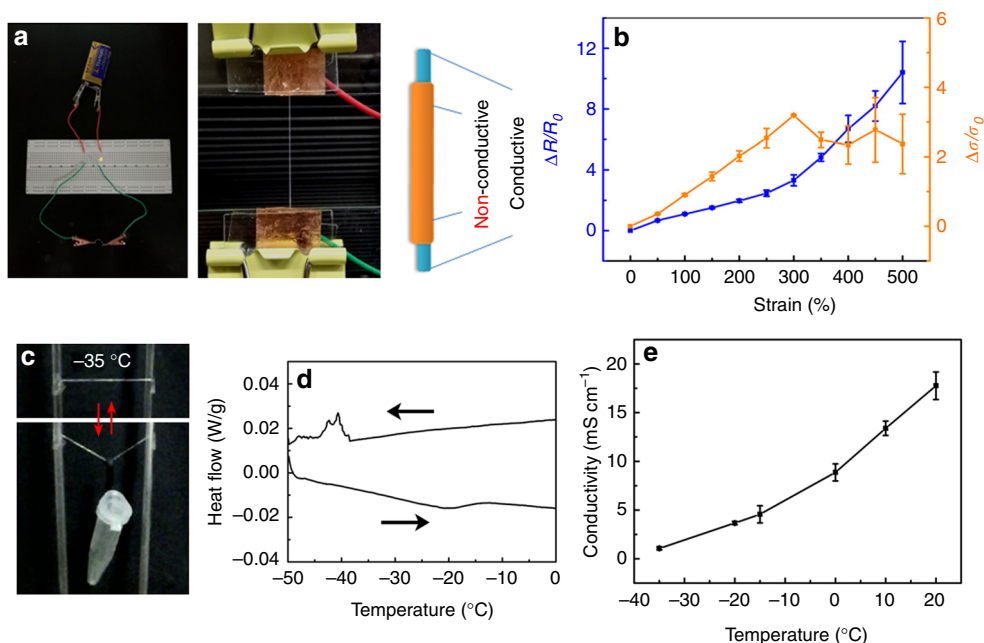 a
Non-conductive
Conductive
b
ΔR/R0
12
8
4
0
6
4
2
0
Δσ/σ0
0 100 200 300 400 500
Strain (%)
c
–35 °C
d
Heat flow (W/g)
0.04
0.02
0.00
–0.02
–0.04
–50 –40 –30 –20 –10 0
Temperature (°C)
e
Conductivity (mS cm–1)
20
15
10
5
0
–40 –30 –20 –10 0 10 20
Temperature (°C)